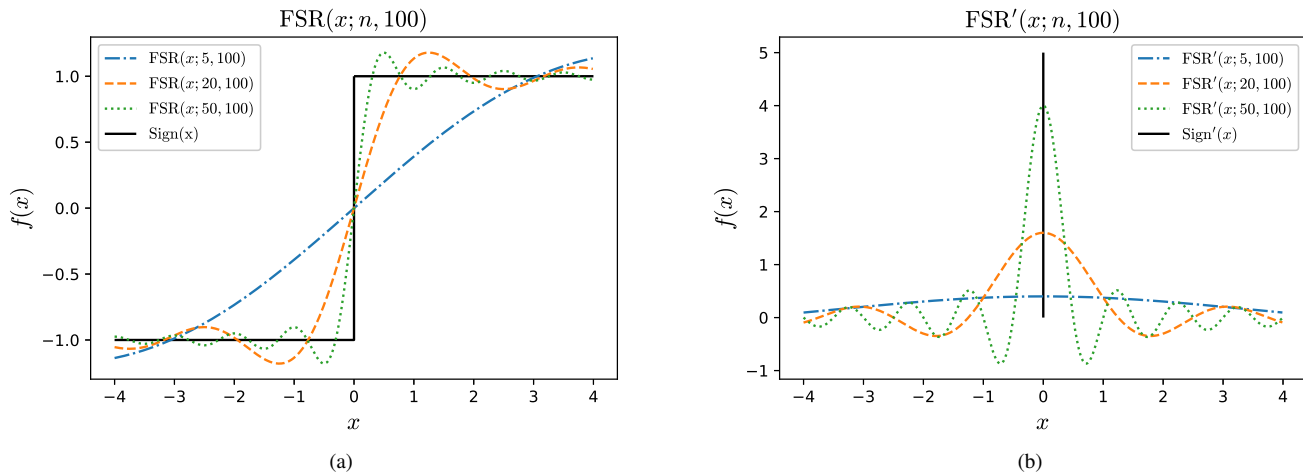 FSR(x; n, 100)
FSR(x; 5, 100)
FSR(x; 20, 100)
FSR(x; 50, 100)
Sign(x)
f(x)
1.0
0.5
0.0
−0.5
−1.0
−4 −3 −2 −1 0 1 2 3 4
x
(a)
FSR′(x; n, 100)
FSR′(x; 5, 100)
FSR′(x; 20, 100)
FSR′(x; 50, 100)
Sign′(x)
f(x)
5
4
3
2
1
0
−1
−4 −3 −2 −1 0 1 2 3 4
x
(b)